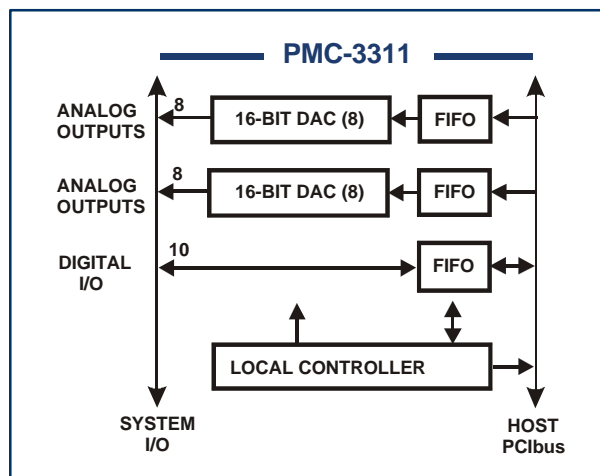 PMC-3311
ANALOG
OUTPUTS
8
16-BIT DAC (8)
FIFO
ANALOG
OUTPUTS
8
16-BIT DAC (8)
FIFO
DIGITAL
I/O
10
FIFO
LOCAL CONTROLLER
SYSTEM
I/O
HOST
PCIbus